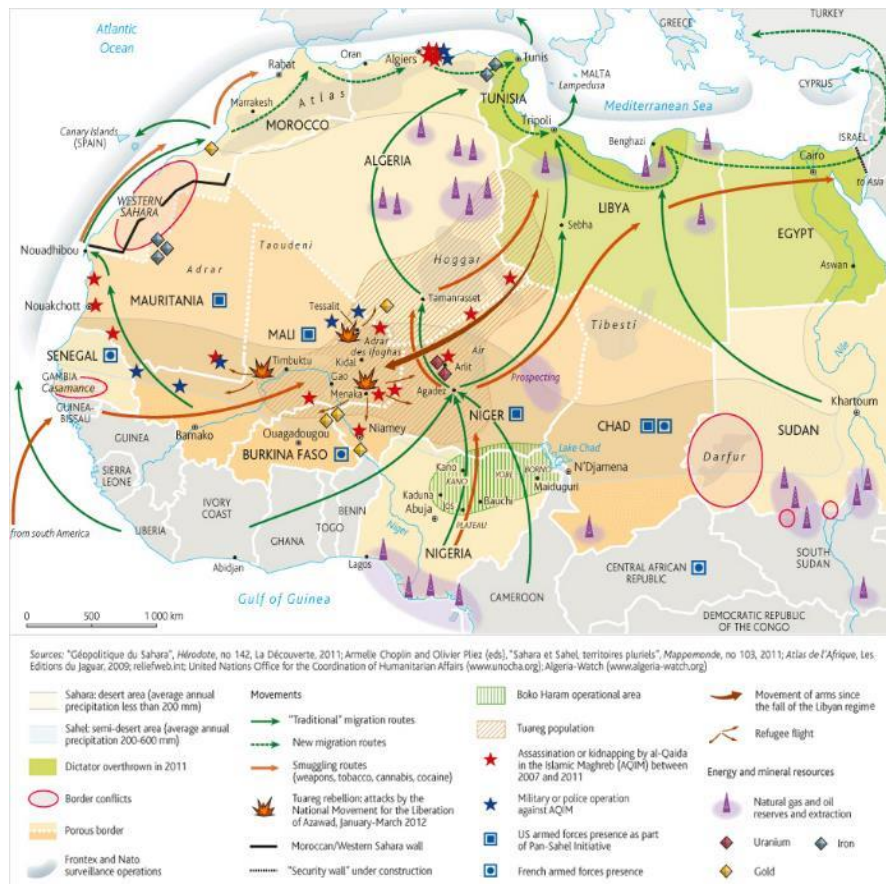 Atlantic
Ocean
GREECE
TURKEY
Oran
Algiers
Tunis
Rabat
MALTA
Lampedusa
CYPRUS
Marrakesh
Atlas
TUNISIA
Mediterranean Sea
MOROCCO
Tripoli
Canary Islands
(SPAIN)
Benghazi
ISRAEL
Cairo
to Asia
ALGERIA
WESTERN
SAHARA
LIBYA
Sebha
EGYPT
Nouadhibou
Taoudeni
Hoggar
Adrar
Aswan
Nouakchott
MAURITANIA
Tessalit
Tamanrasset
Tibesti
Nile
MALI
Adrar
des Ifoghas
Air
SENEGAL
Timbuktu
Kidal
Arlit
Prospecting
GAMBIA
Casamance
Gao
Menaka
Agadez
Khartoum
GUINEA-
BISSAU
NIGER
Bamako
Niamey
CHAD
SUDAN
GUINEA
Ouagadougou
Lake Chad
BURKINA FASO
N'Djamena
Darfur
SIERRA
LEONE
Kano
KANO
YOBE
BORNO
Maiduguri
IVORY
COAST
BENIN
Kaduna
Bauchi
Abuja
Jos
PLATEAU
from south America
LIBERIA
GHANA
TOGO
Niger
NIGERIA
SOUTH
SUDAN
Abidjan
Lagos
CENTRAL AFRICAN
REPUBLIC
Gulf of Guinea
CAMEROON
DEMOCRATIC REPUBLIC
OF THE CONGO
0 500 1 000 km
Sources: "Géopolitique du Sahara", Hérodote, no 142, La Découverte, 2011; Armelle Choplin and Olivier Pliez (eds), "Sahara et Sahel, territoires pluriels", Mappemonde, no 103, 2011; Atlas de l'Afrique, Les
Editions du Jaguar, 2009; reliefweb.int; United Nations Office for the Coordination of Humanitarian Affairs (www.unocha.org); Algeria-Watch (www.algeria-watch.org)
Sahara: desert area (average annual
precipitation less than 200 mm)
Sahel: semi-desert area (average annual
precipitation 200-600 mm)
Dictator overthrown in 2011
Border conflicts
Porous border
Frontex and Nato
surveillance operations
Movements
"Traditional" migration routes
New migration routes
Smuggling routes
(weapons, tobacco, cannabis, cocaine)
Tuareg rebellion: attacks by the
National Movement for the Liberation
of Azawad, January-March 2012
Moroccan/Western Sahara wall
"Security wall" under construction
Boko Haram operational area
Tuareg population
Assassination or kidnapping by al-Qaida
in the Islamic Maghreb (AQIM) between
2007 and 2011
Military or police operation
against AQIM
US armed forces presence as part
of Pan-Sahel Initiative
French armed forces presence
Movement of arms since
the fall of the Libyan regime
Refugee flight
Energy and mineral resources
Natural gas and oil
reserves and extraction
Uranium
Iron
Gold